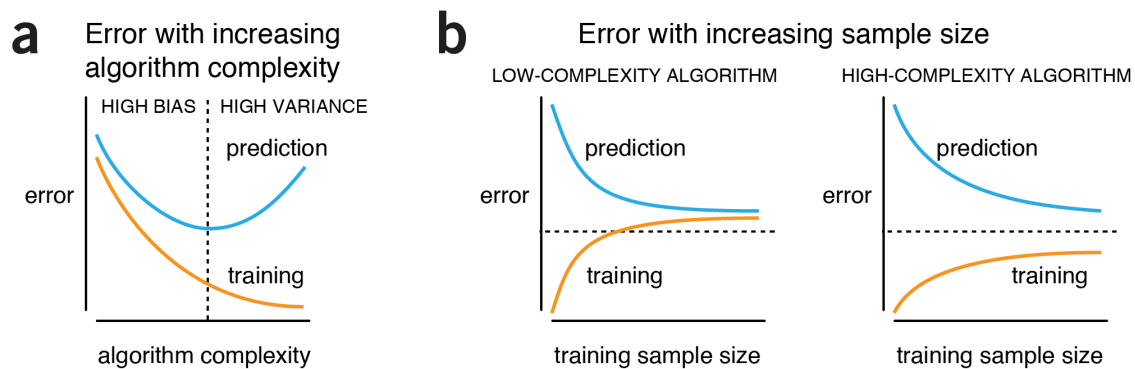 a
Error with increasing
algorithm complexity
HIGH BIAS
HIGH VARIANCE
prediction
error
training
algorithm complexity
b
Error with increasing sample size
LOW-COMPLEXITY ALGORITHM
prediction
error
training
training sample size
HIGH-COMPLEXITY ALGORITHM
prediction
error
training
training sample size